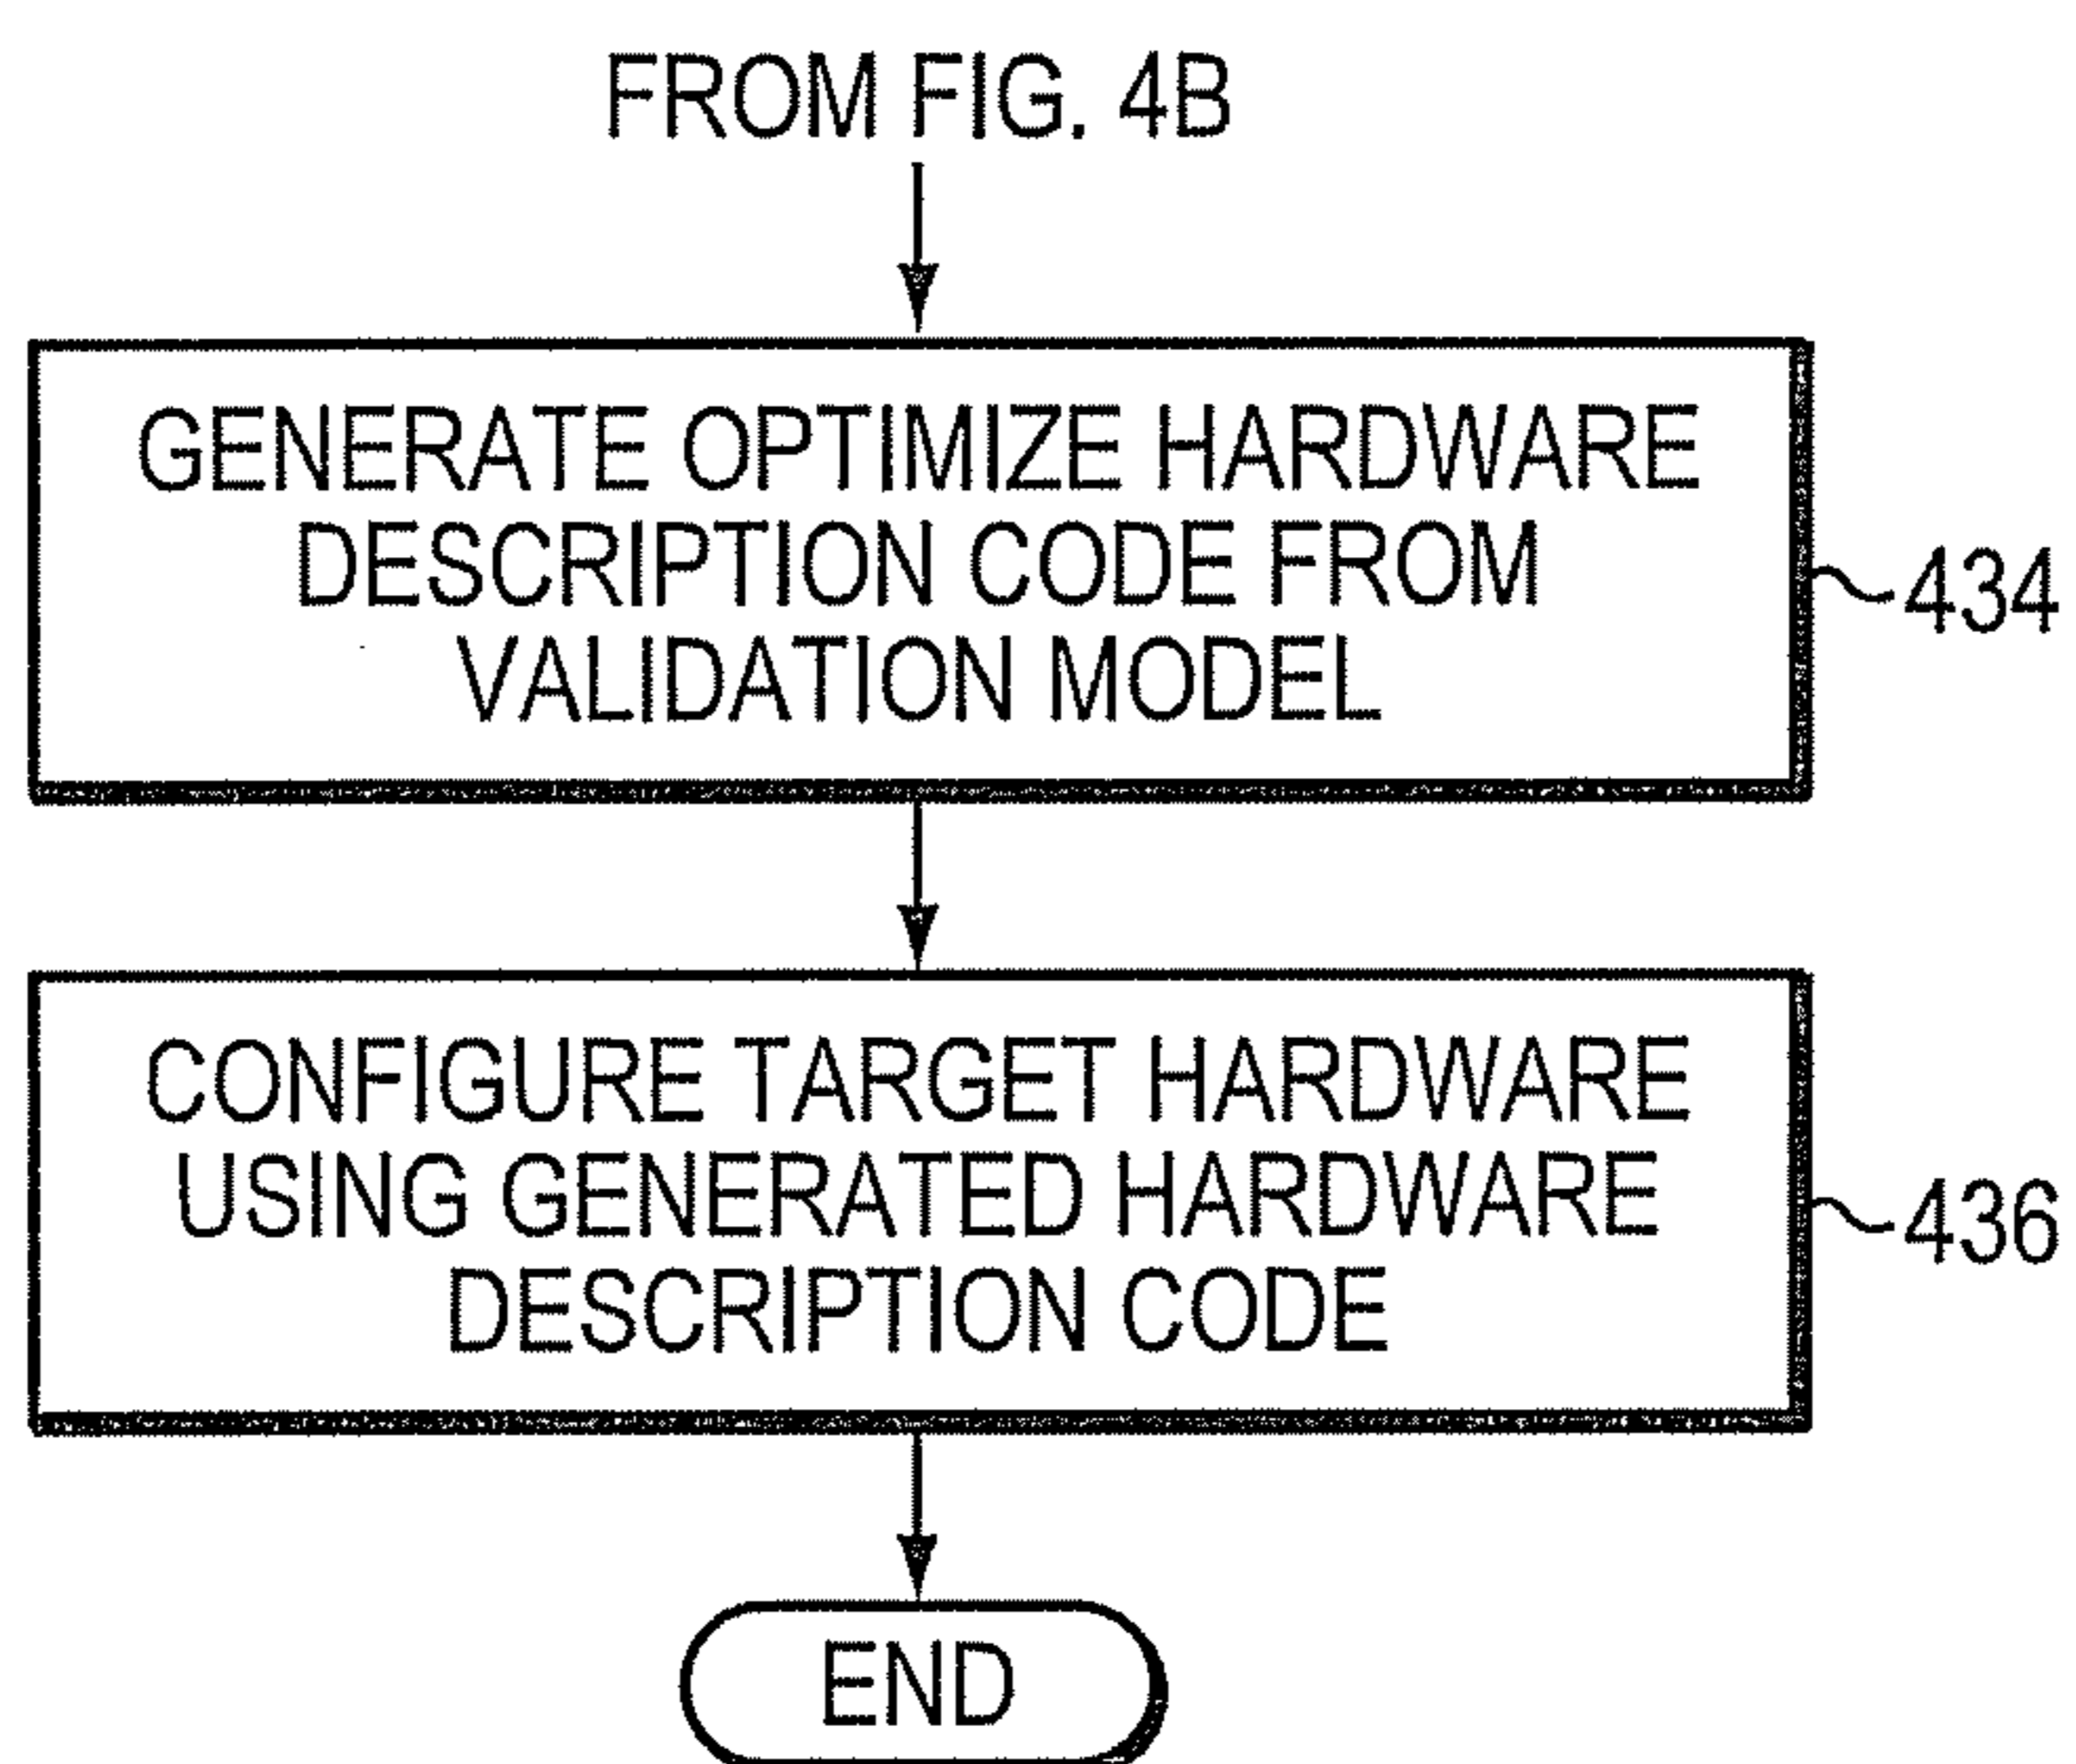 FROM FIG. 4B
GENERATE OPTIMIZE HARDWARE
DESCRIPTION CODE FROM
VALIDATION MODEL
434
CONFIGURE TARGET HARDWARE
USING GENERATED HARDWARE
DESCRIPTION CODE
436
END